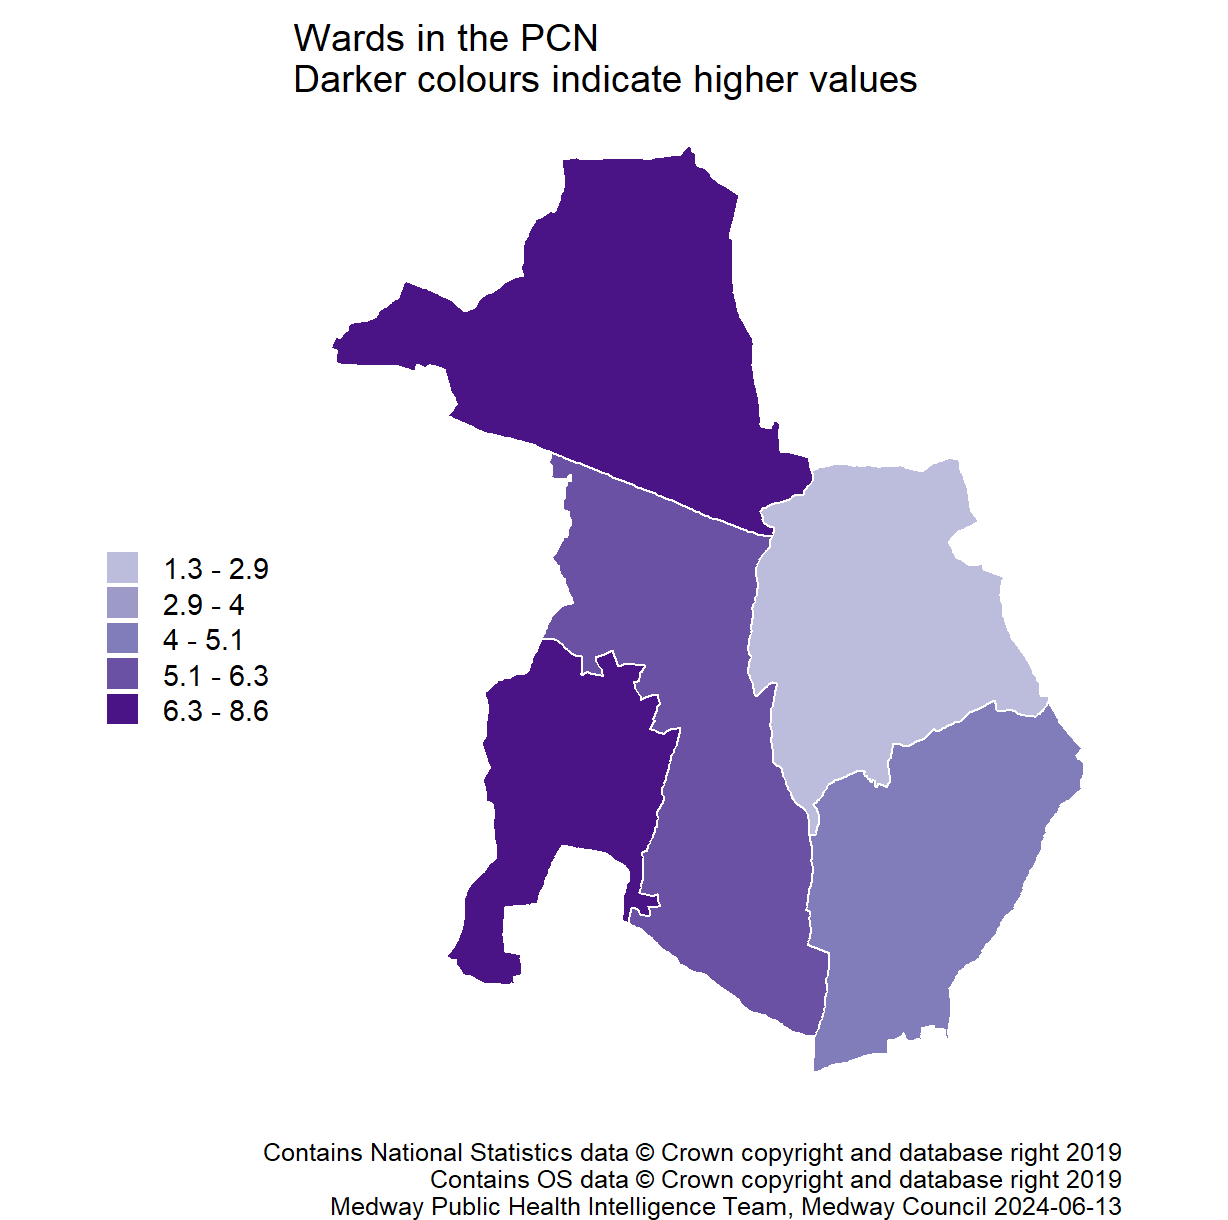 Wards in the PCN
Darker colours indicate higher values
1.3 - 2.9
2.9 - 4
4 - 5.1
5.1 - 6.3
6.3 - 8.6
Contains National Statistics data © Crown copyright and database right 2019
Contains OS data © Crown copyright and database right 2019
Medway Public Health Intelligence Team, Medway Council 2024-06-13